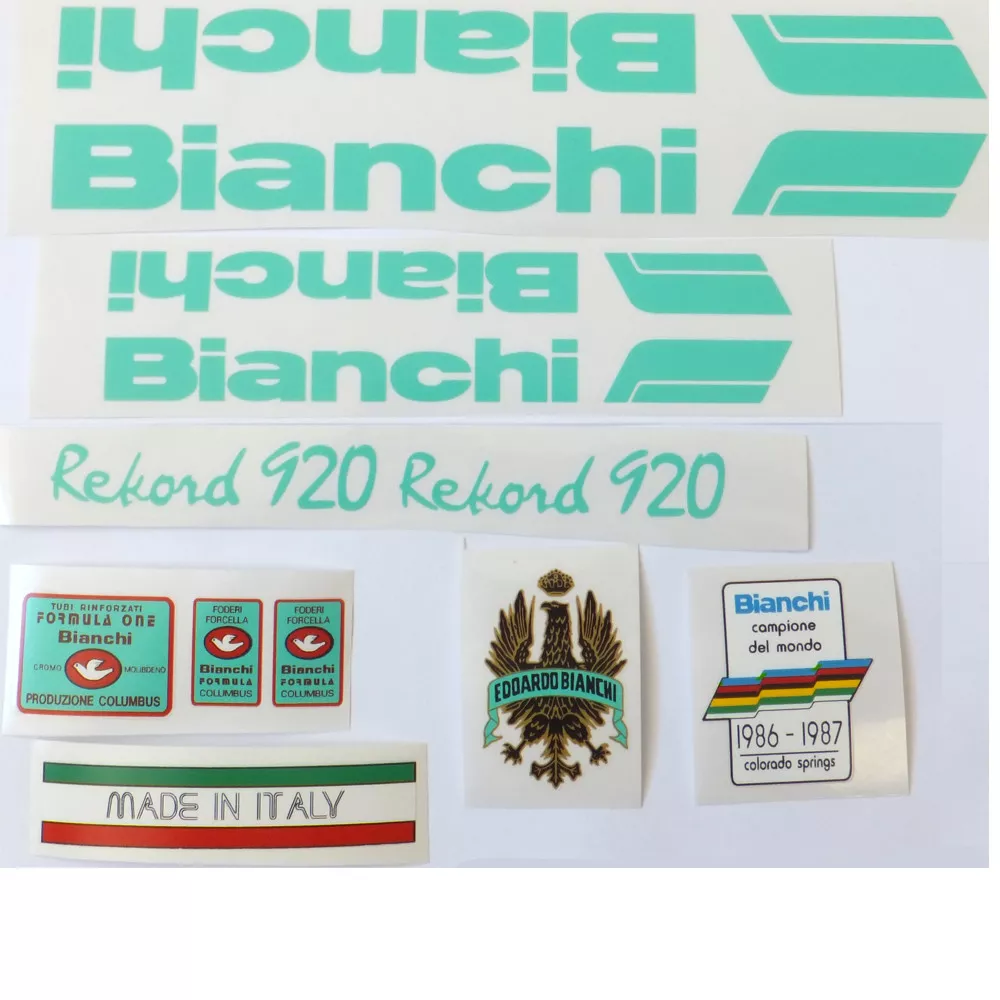 Bianchi
Bianchi
Bianchi
Bianchi
Rekord 920 Rekord 920
TUBI RINFORZATI
FORMULA ONE
Bianchi
CROMO MOLIBDENO
PRODUZIONE COLUMBUS
FODERI
FORCELLA
Bianchi
FORMULA
COLUMBUS
FODERI
FORCELLA
Bianchi
FORMULA
COLUMBUS
EDOARDO BIANCHI
Bianchi
campione
del mondo
1986 - 1987
colorado springs
MADE IN ITALY